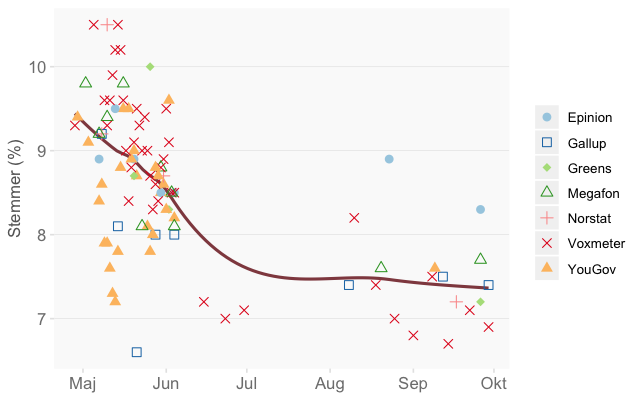 Stemmer (%)
10
9
8
7
Maj Jun Jul Aug Sep Okt
Epinion
Gallup
Greens
Megafon
Norstat
Voxmeter
YouGov